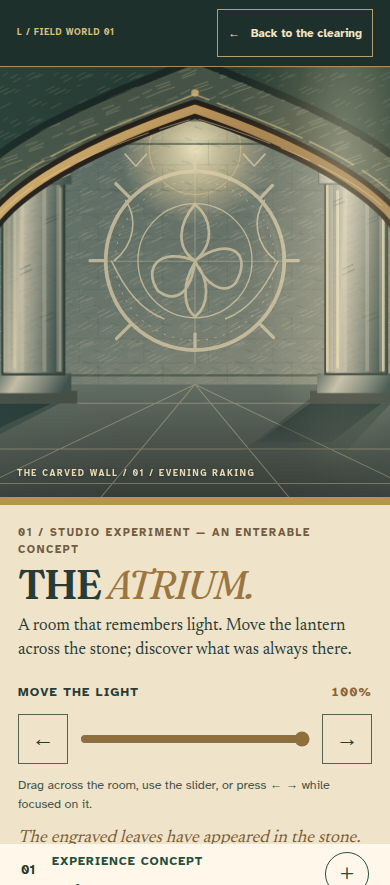 L / FIELD WORLD 01
← Back to the clearing
THE CARVED WALL / 01 / EVENING RAKING
01 / STUDIO EXPERIMENT — AN ENTERABLE
CONCEPT
THE ATRIUM.
A room that remembers light. Move the lantern
across the stone; discover what was always there.
MOVE THE LIGHT 100%
← →
Drag across the room, use the slider, or press ← → while
focused on it.
The engraved leaves have appeared in the stone.
01 EXPERIENCE CONCEPT +